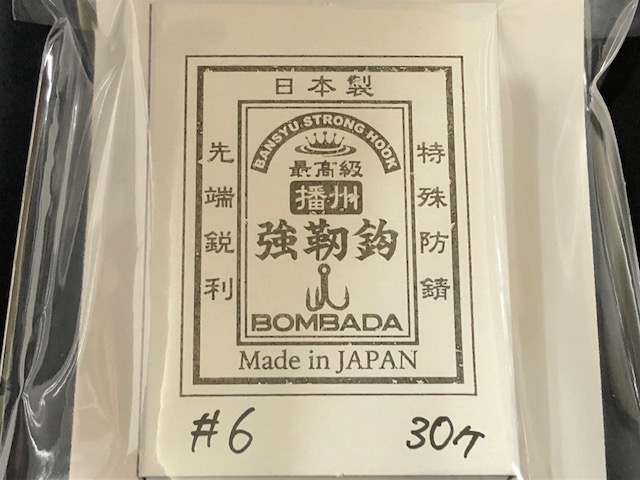 日本製
先端鋭利
特殊防錆
BANSYU STRONG HOOK
最高級
播州
強靭鈎
BOMBADA
Made in JAPAN
#6
30ヶ